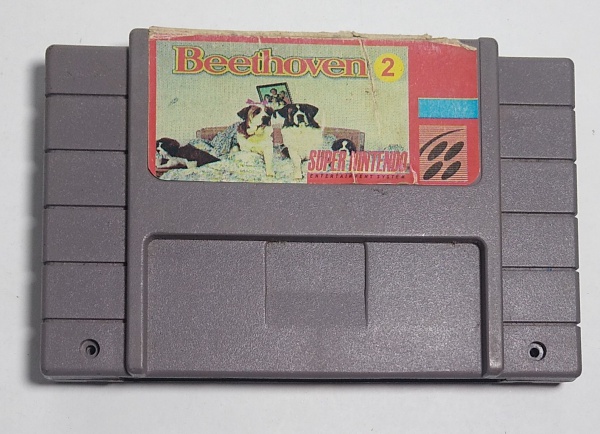 Beethoven 2
SUPER NINTENDO
ENTERTAINMENT SYSTEM